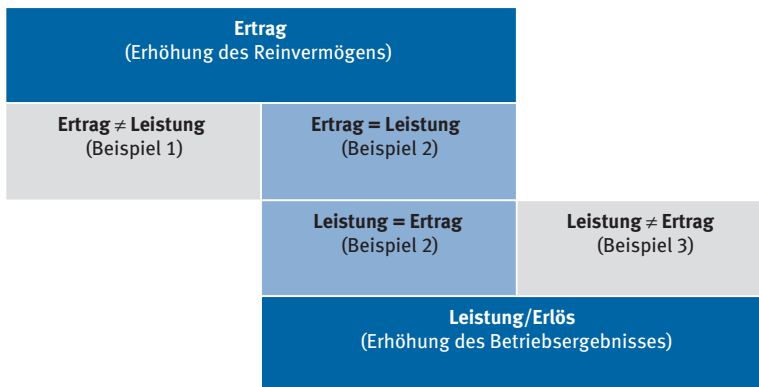 Ertrag
(Erhöhung des Reinvermögens)
Ertrag ≠ Leistung
(Beispiel 1)
Ertrag = Leistung
(Beispiel 2)
Leistung = Ertrag
(Beispiel 2)
Leistung ≠ Ertrag
(Beispiel 3)
Leistung/Erlös
(Erhöhung des Betriebsergebnisses)